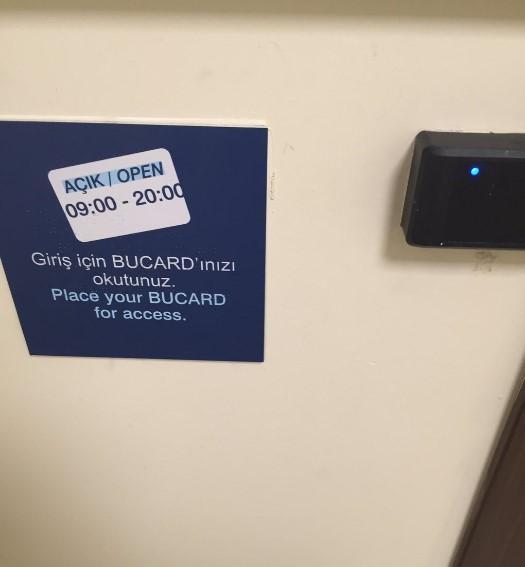 AÇIK / OPEN
09:00 - 20:00
Giriş için BUCARD'ınızı
okutunuz.
Place your BUCARD
for access.